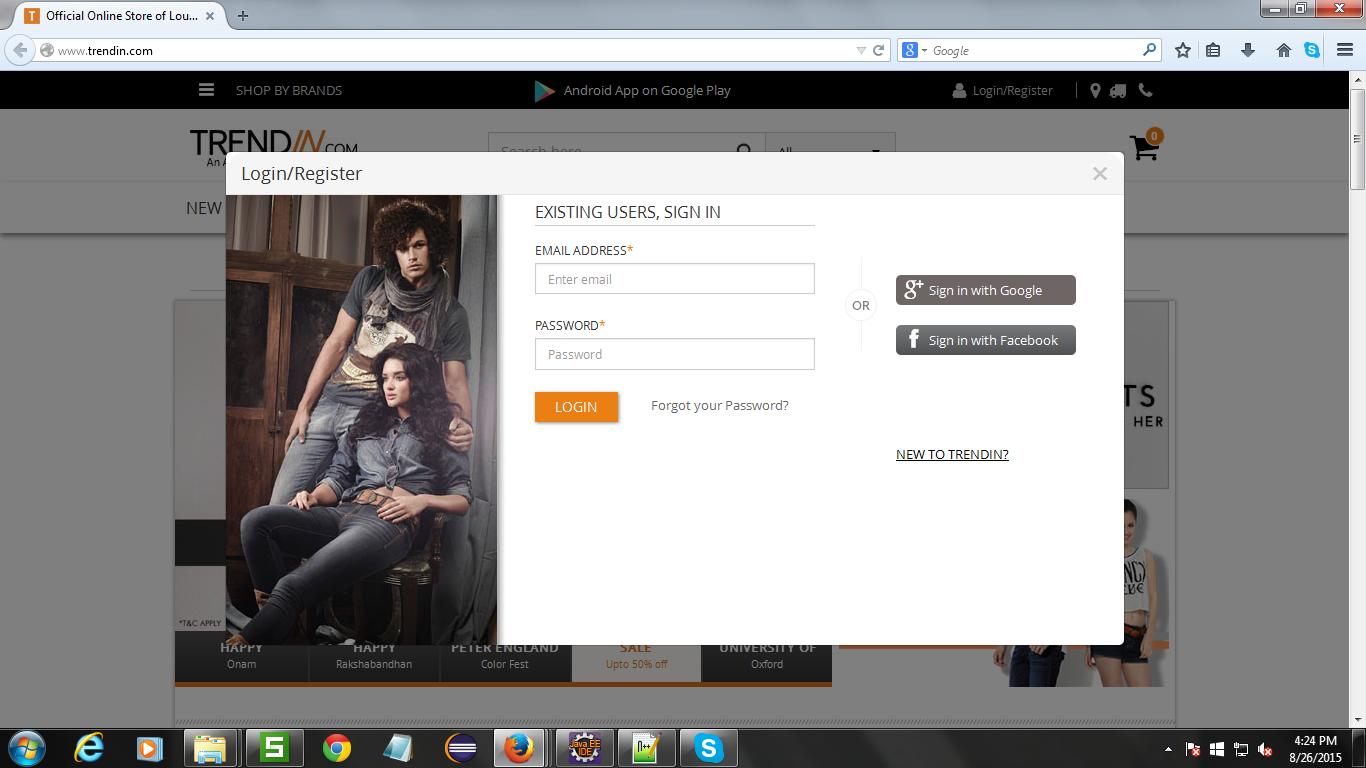 Official Online Store of Lou...
www.trendin.com
Google
SHOP BY BRANDS
Android App on Google Play
Login/Register
TRENDIN.COM
An A
Search here
All
0
NEW
Login/Register
EXISTING USERS, SIGN IN
EMAIL ADDRESS*
Enter email
PASSWORD*
Password
LOGIN
Forgot your Password?
OR
g+ Sign in with Google
f Sign in with Facebook
NEW TO TRENDIN?
TS
HER
*T&C APPLY
HAPPY
Onam
HAPPY
Rakshabandhan
PETER ENGLAND
Color Fest
SALE
Upto 50% off
UNIVERSITY OF
Oxford
Java EE
IDE
4:24 PM
8/26/2015